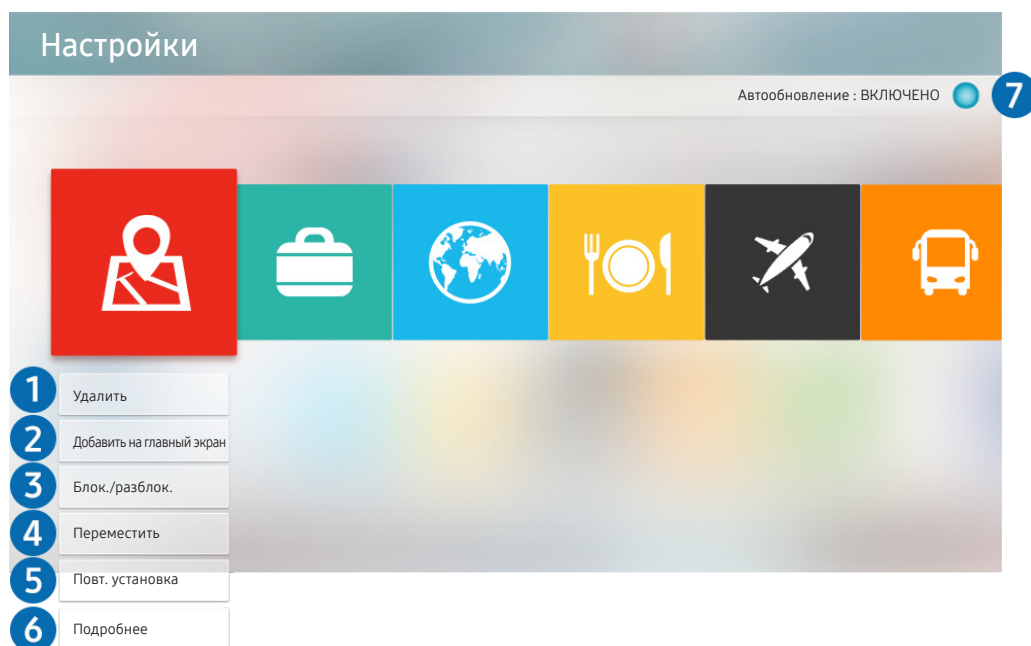 Настройки
Автообновление : ВКЛЮЧЕНО 7
1 Удалить
2 Добавить на главный экран
3 Блок./разблок.
4 Переместить
5 Повт. установка
6 Подробнее